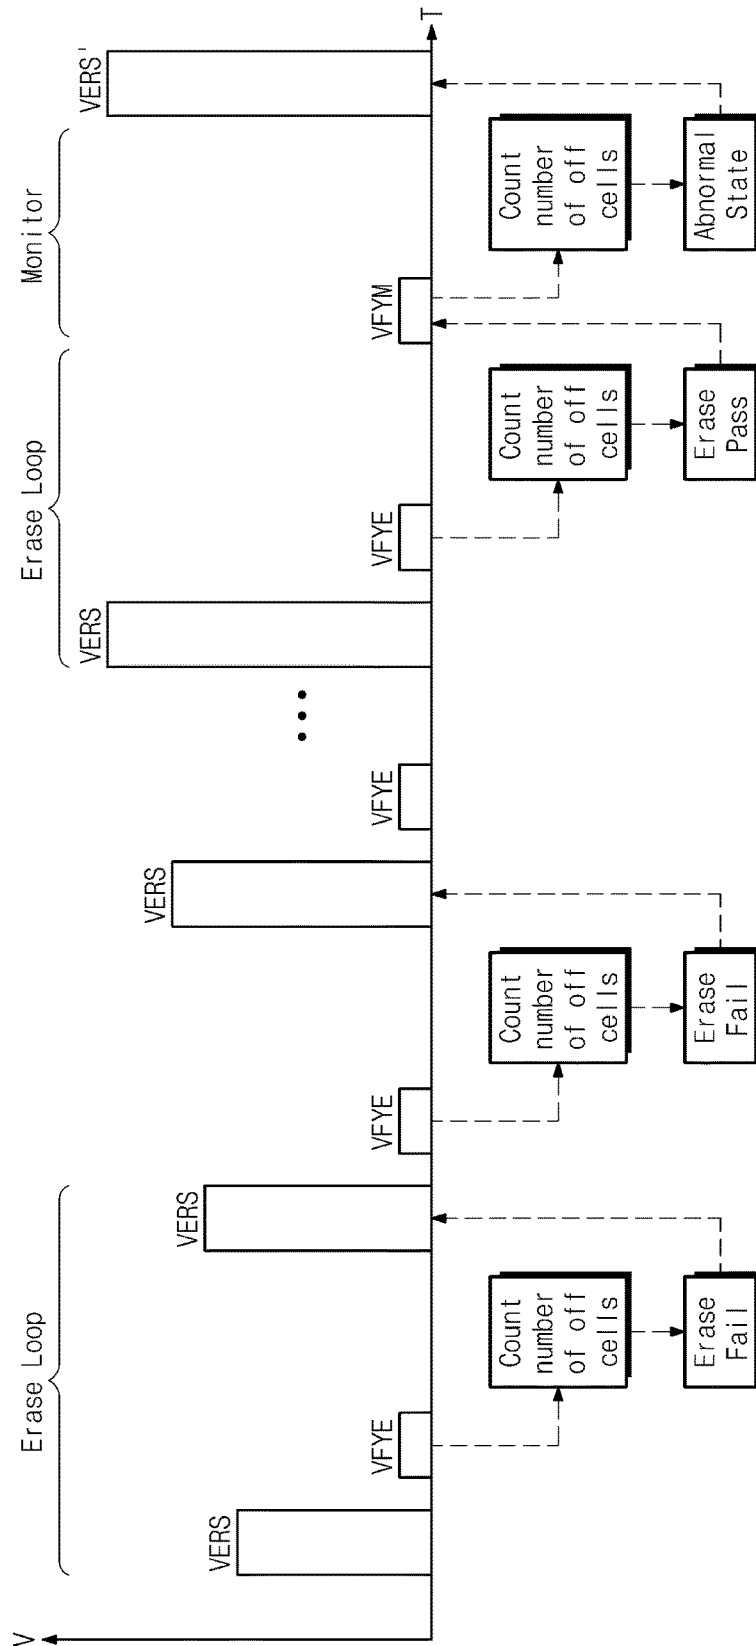 V
Erase Loop
Erase Loop
Monitor
VERS
VFYE
VERS
VFYE
VERS
VFYE
VERS
VFYE
VFYM
VERS'
T
Count
number
of off
cells
Erase
Fail
Count
number
of off
cells
Erase
Fail
Count
number
of off
cells
Erase
Pass
Count
number
of off
cells
Abnormal
State